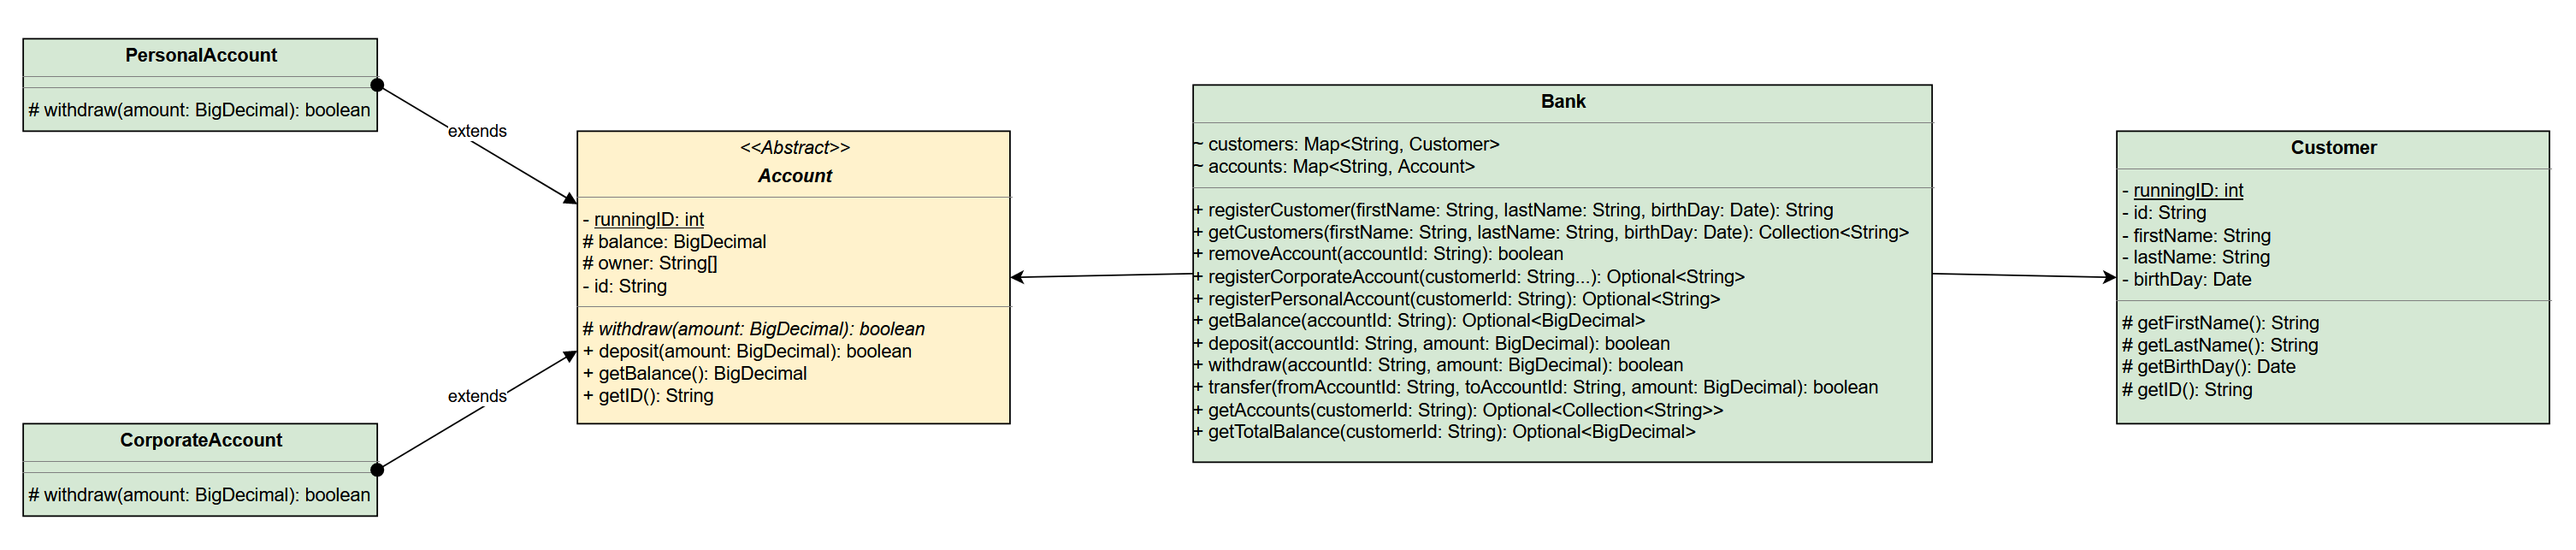 PersonalAccount
# withdraw(amount: BigDecimal): boolean
extends
CorporateAccount
# withdraw(amount: BigDecimal): boolean
extends
<<Abstract>>
Account
- runningID: int
# balance: BigDecimal
# owner: String[]
- id: String
# withdraw(amount: BigDecimal): boolean
+ deposit(amount: BigDecimal): boolean
+ getBalance(): BigDecimal
+ getID(): String
Bank
~ customers: Map<String, Customer>
~ accounts: Map<String, Account>
+ registerCustomer(firstName: String, lastName: String, birthDay: Date): String
+ getCustomers(firstName: String, lastName: String, birthDay: Date): Collection<String>
+ removeAccount(accountId: String): boolean
+ registerCorporateAccount(customerId: String...): Optional<String>
+ registerPersonalAccount(customerId: String): Optional<String>
+ getBalance(accountId: String): Optional<BigDecimal>
+ deposit(accountId: String, amount: BigDecimal): boolean
+ withdraw(accountId: String, amount: BigDecimal): boolean
+ transfer(fromAccountId: String, toAccountId: String, amount: BigDecimal): boolean
+ getAccounts(customerId: String): Optional<Collection<String>>
+ getTotalBalance(customerId: String): Optional<BigDecimal>
Customer
- runningID: int
- id: String
- firstName: String
- lastName: String
- birthDay: Date
# getFirstName(): String
# getLastName(): String
# getBirthDay(): Date
# getID(): String